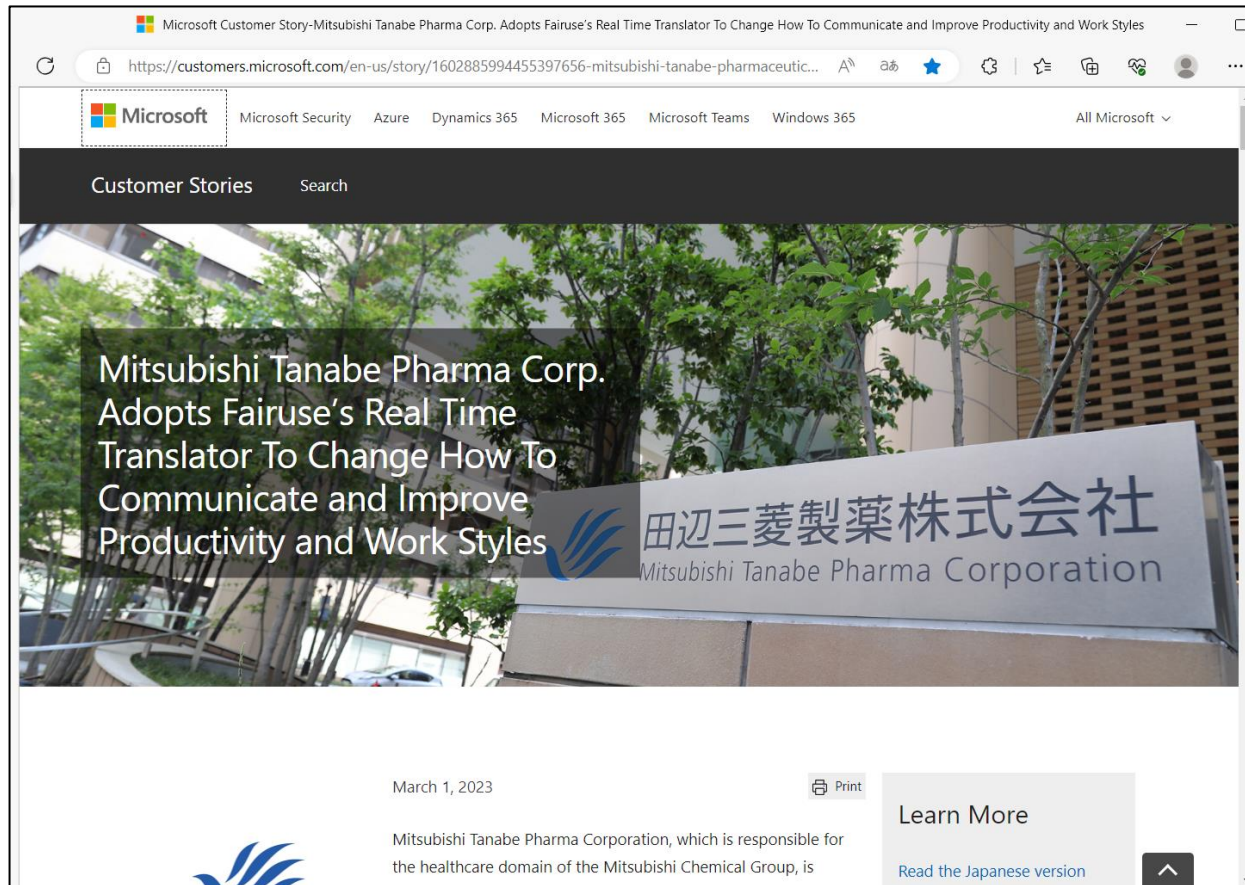 Microsoft Customer Story-Mitsubishi Tanabe Pharma Corp. Adopts Fairuse's Real Time Translator To Change How To Communicate and Improve Productivity and Work Styles
https://customers.microsoft.com/en-us/story/1602885994455397656-mitsubishi-tanabe-pharmaceutic...
Microsoft Microsoft Security Azure Dynamics 365 Microsoft 365 Microsoft Teams Windows 365 All Microsoft
Customer Stories Search
Mitsubishi Tanabe Pharma Corp.
Adopts Fairuse's Real Time
Translator To Change How To
Communicate and Improve
Productivity and Work Styles
田辺三菱製薬株式会社
Mitsubishi Tanabe Pharma Corporation
March 1, 2023 Print
Mitsubishi Tanabe Pharma Corporation, which is responsible for
the healthcare domain of the Mitsubishi Chemical Group, is
Learn More
Read the Japanese version